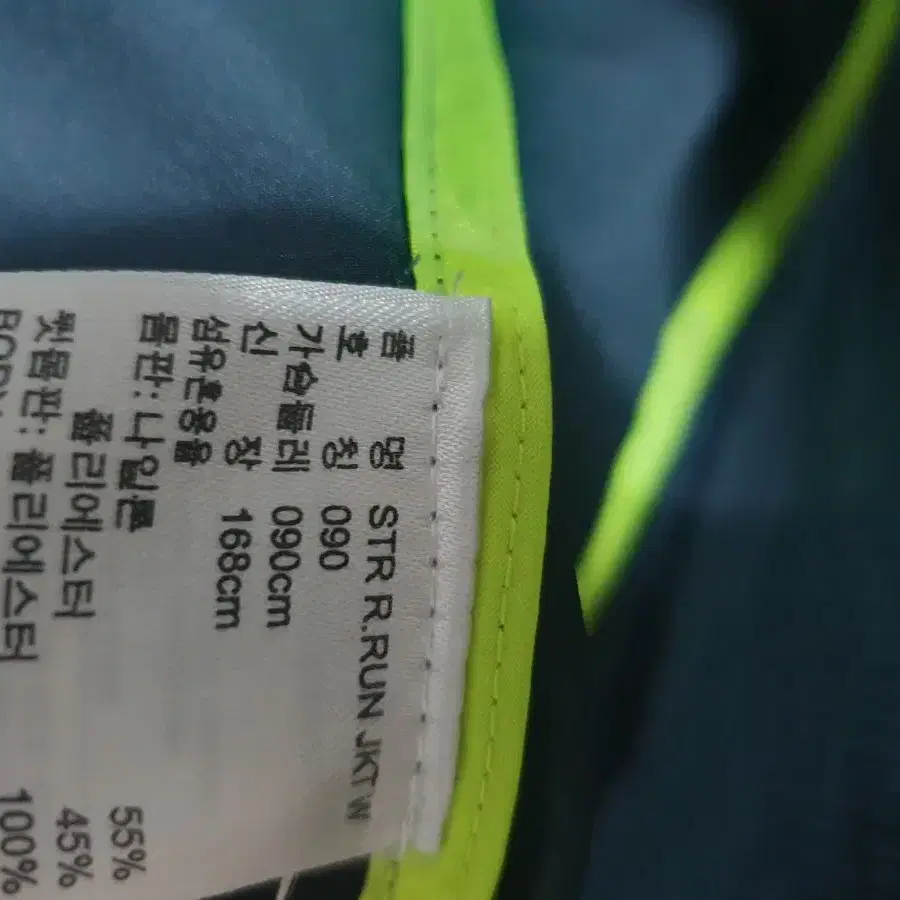 품 명 STR R.RUN JKT W
호 칭 090
가슴둘레 090cm
신 장 168cm
섬유혼용율
몸판: 나일론 55%
폴리에스터 45%
뒷몸판: 폴리에스터 100%
BODY: